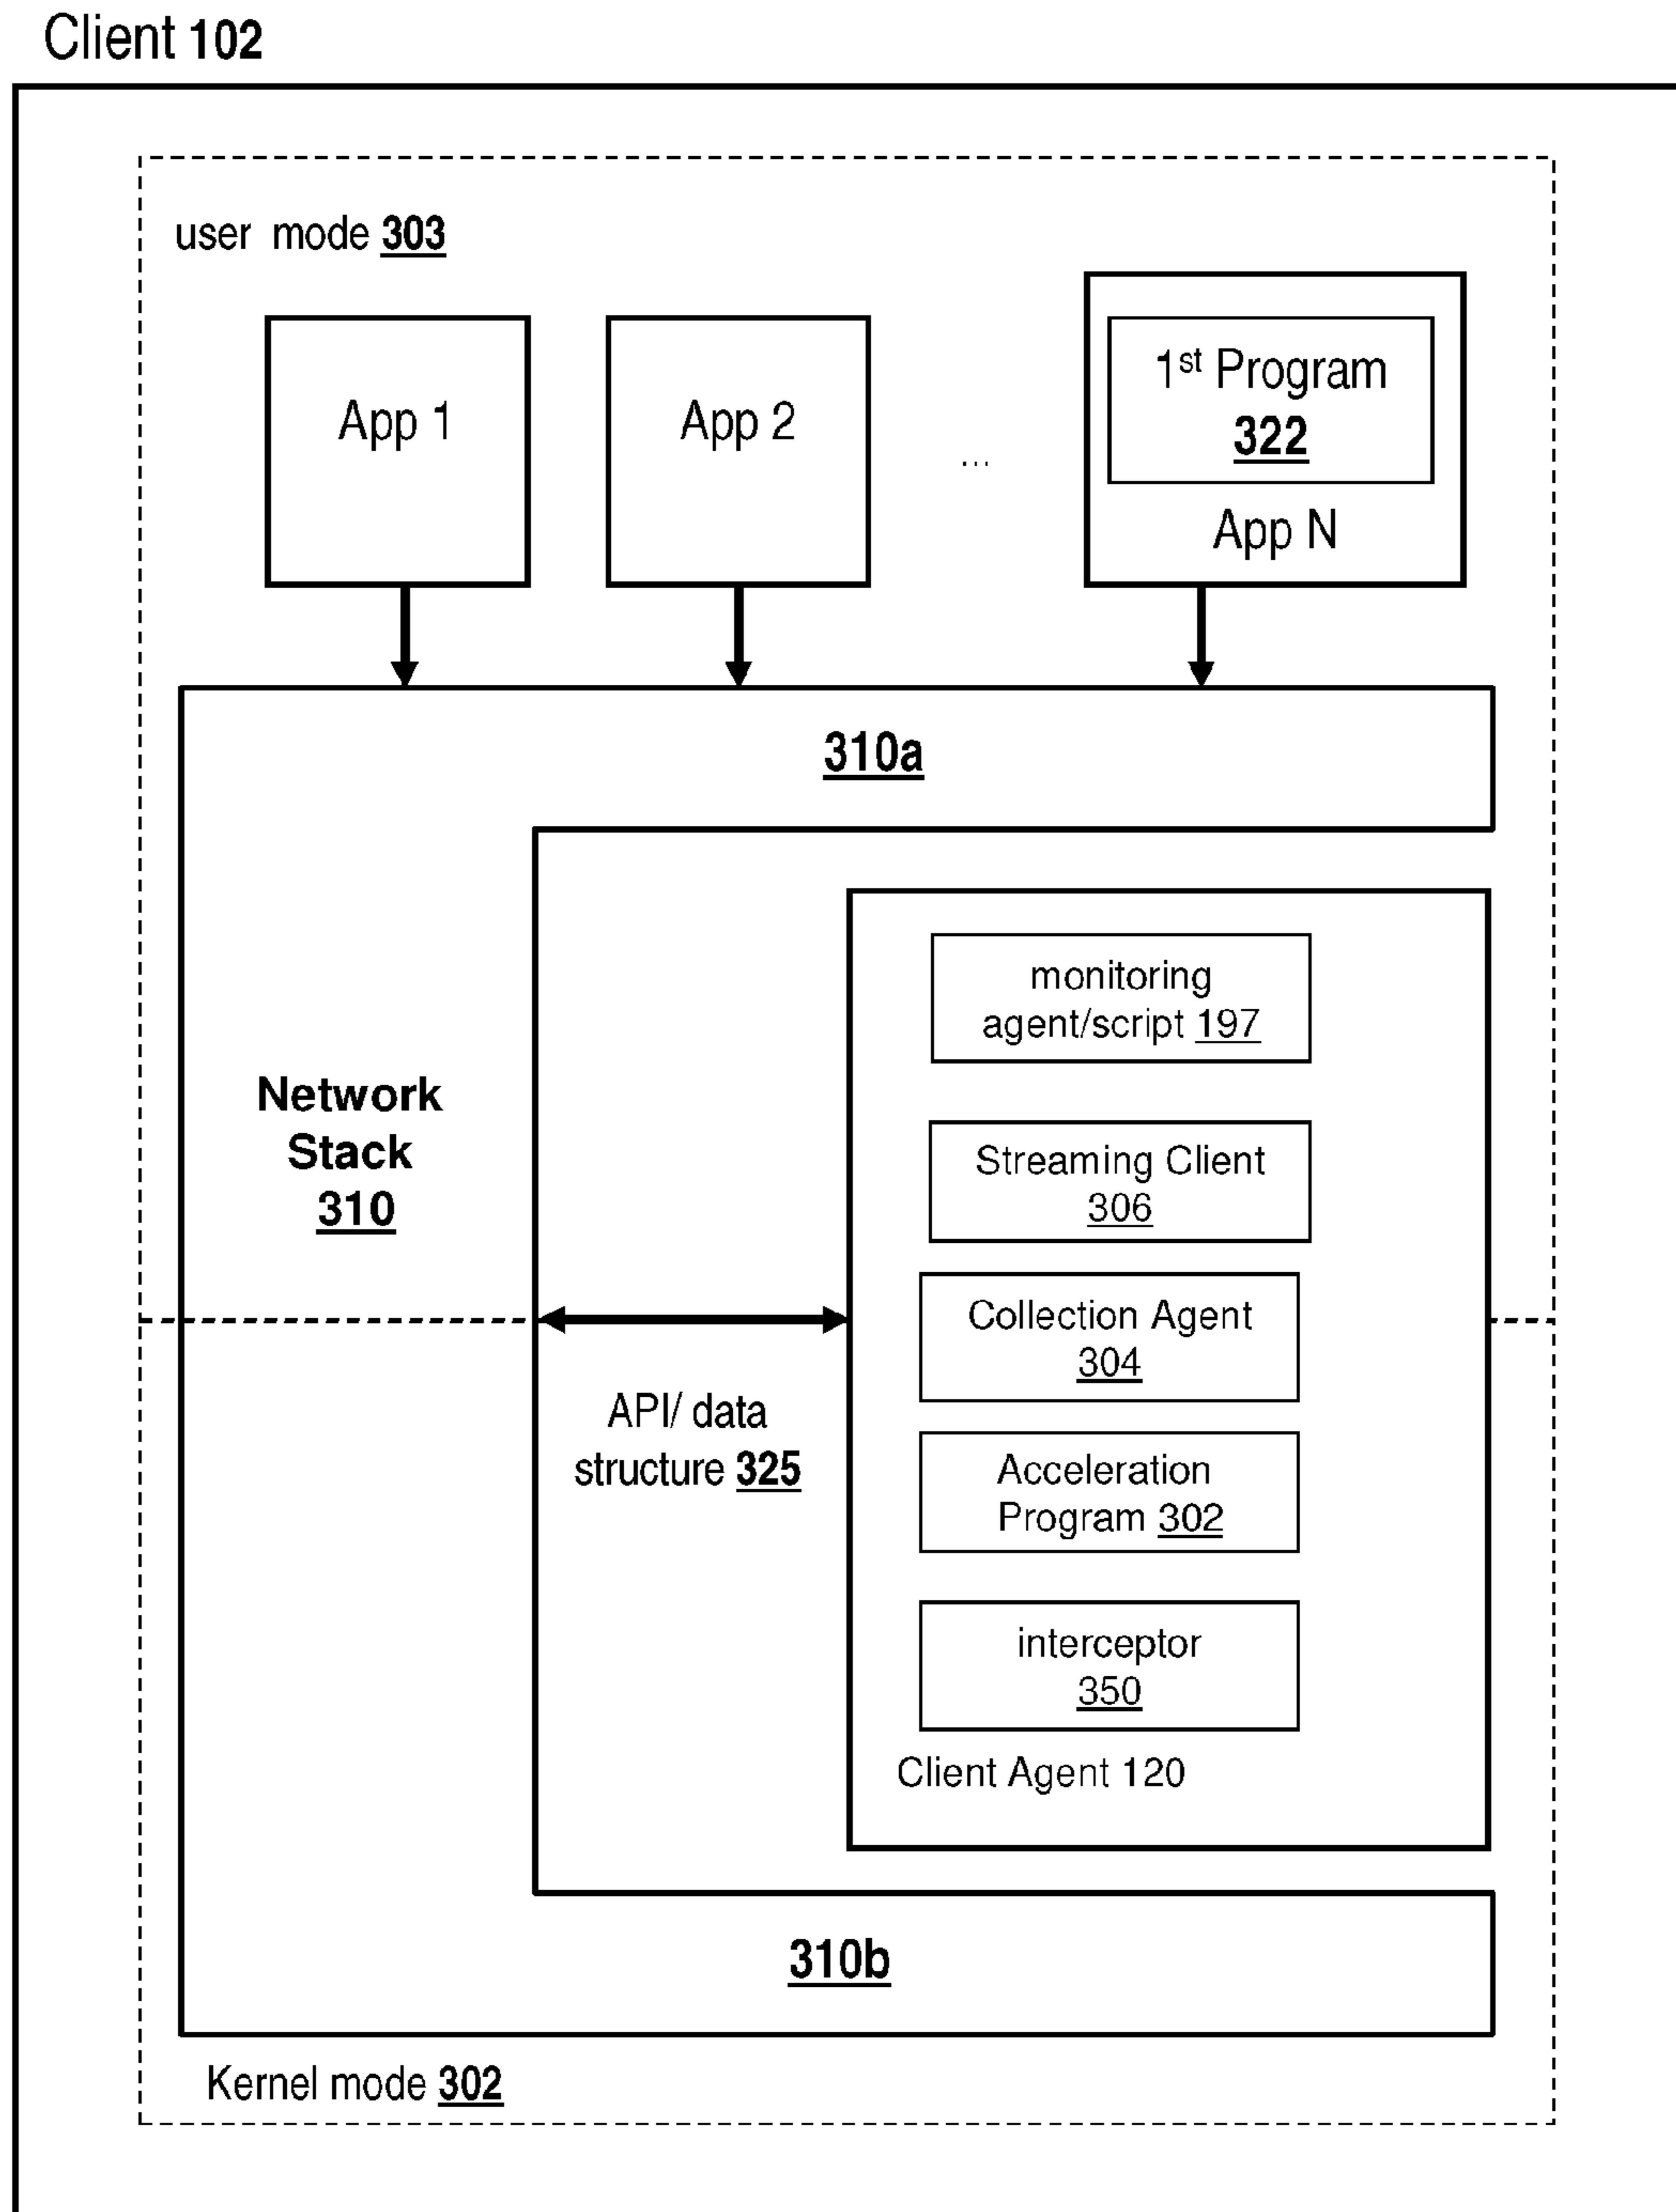 Client 102
user mode 303
App 1
App 2
...
1st Program
322
App N
310a
Network
Stack
310
API/ data
structure 325
monitoring
agent/script 197
Streaming Client
306
Collection Agent
304
Acceleration
Program 302
interceptor
350
Client Agent 120
310b
Kernel mode 302